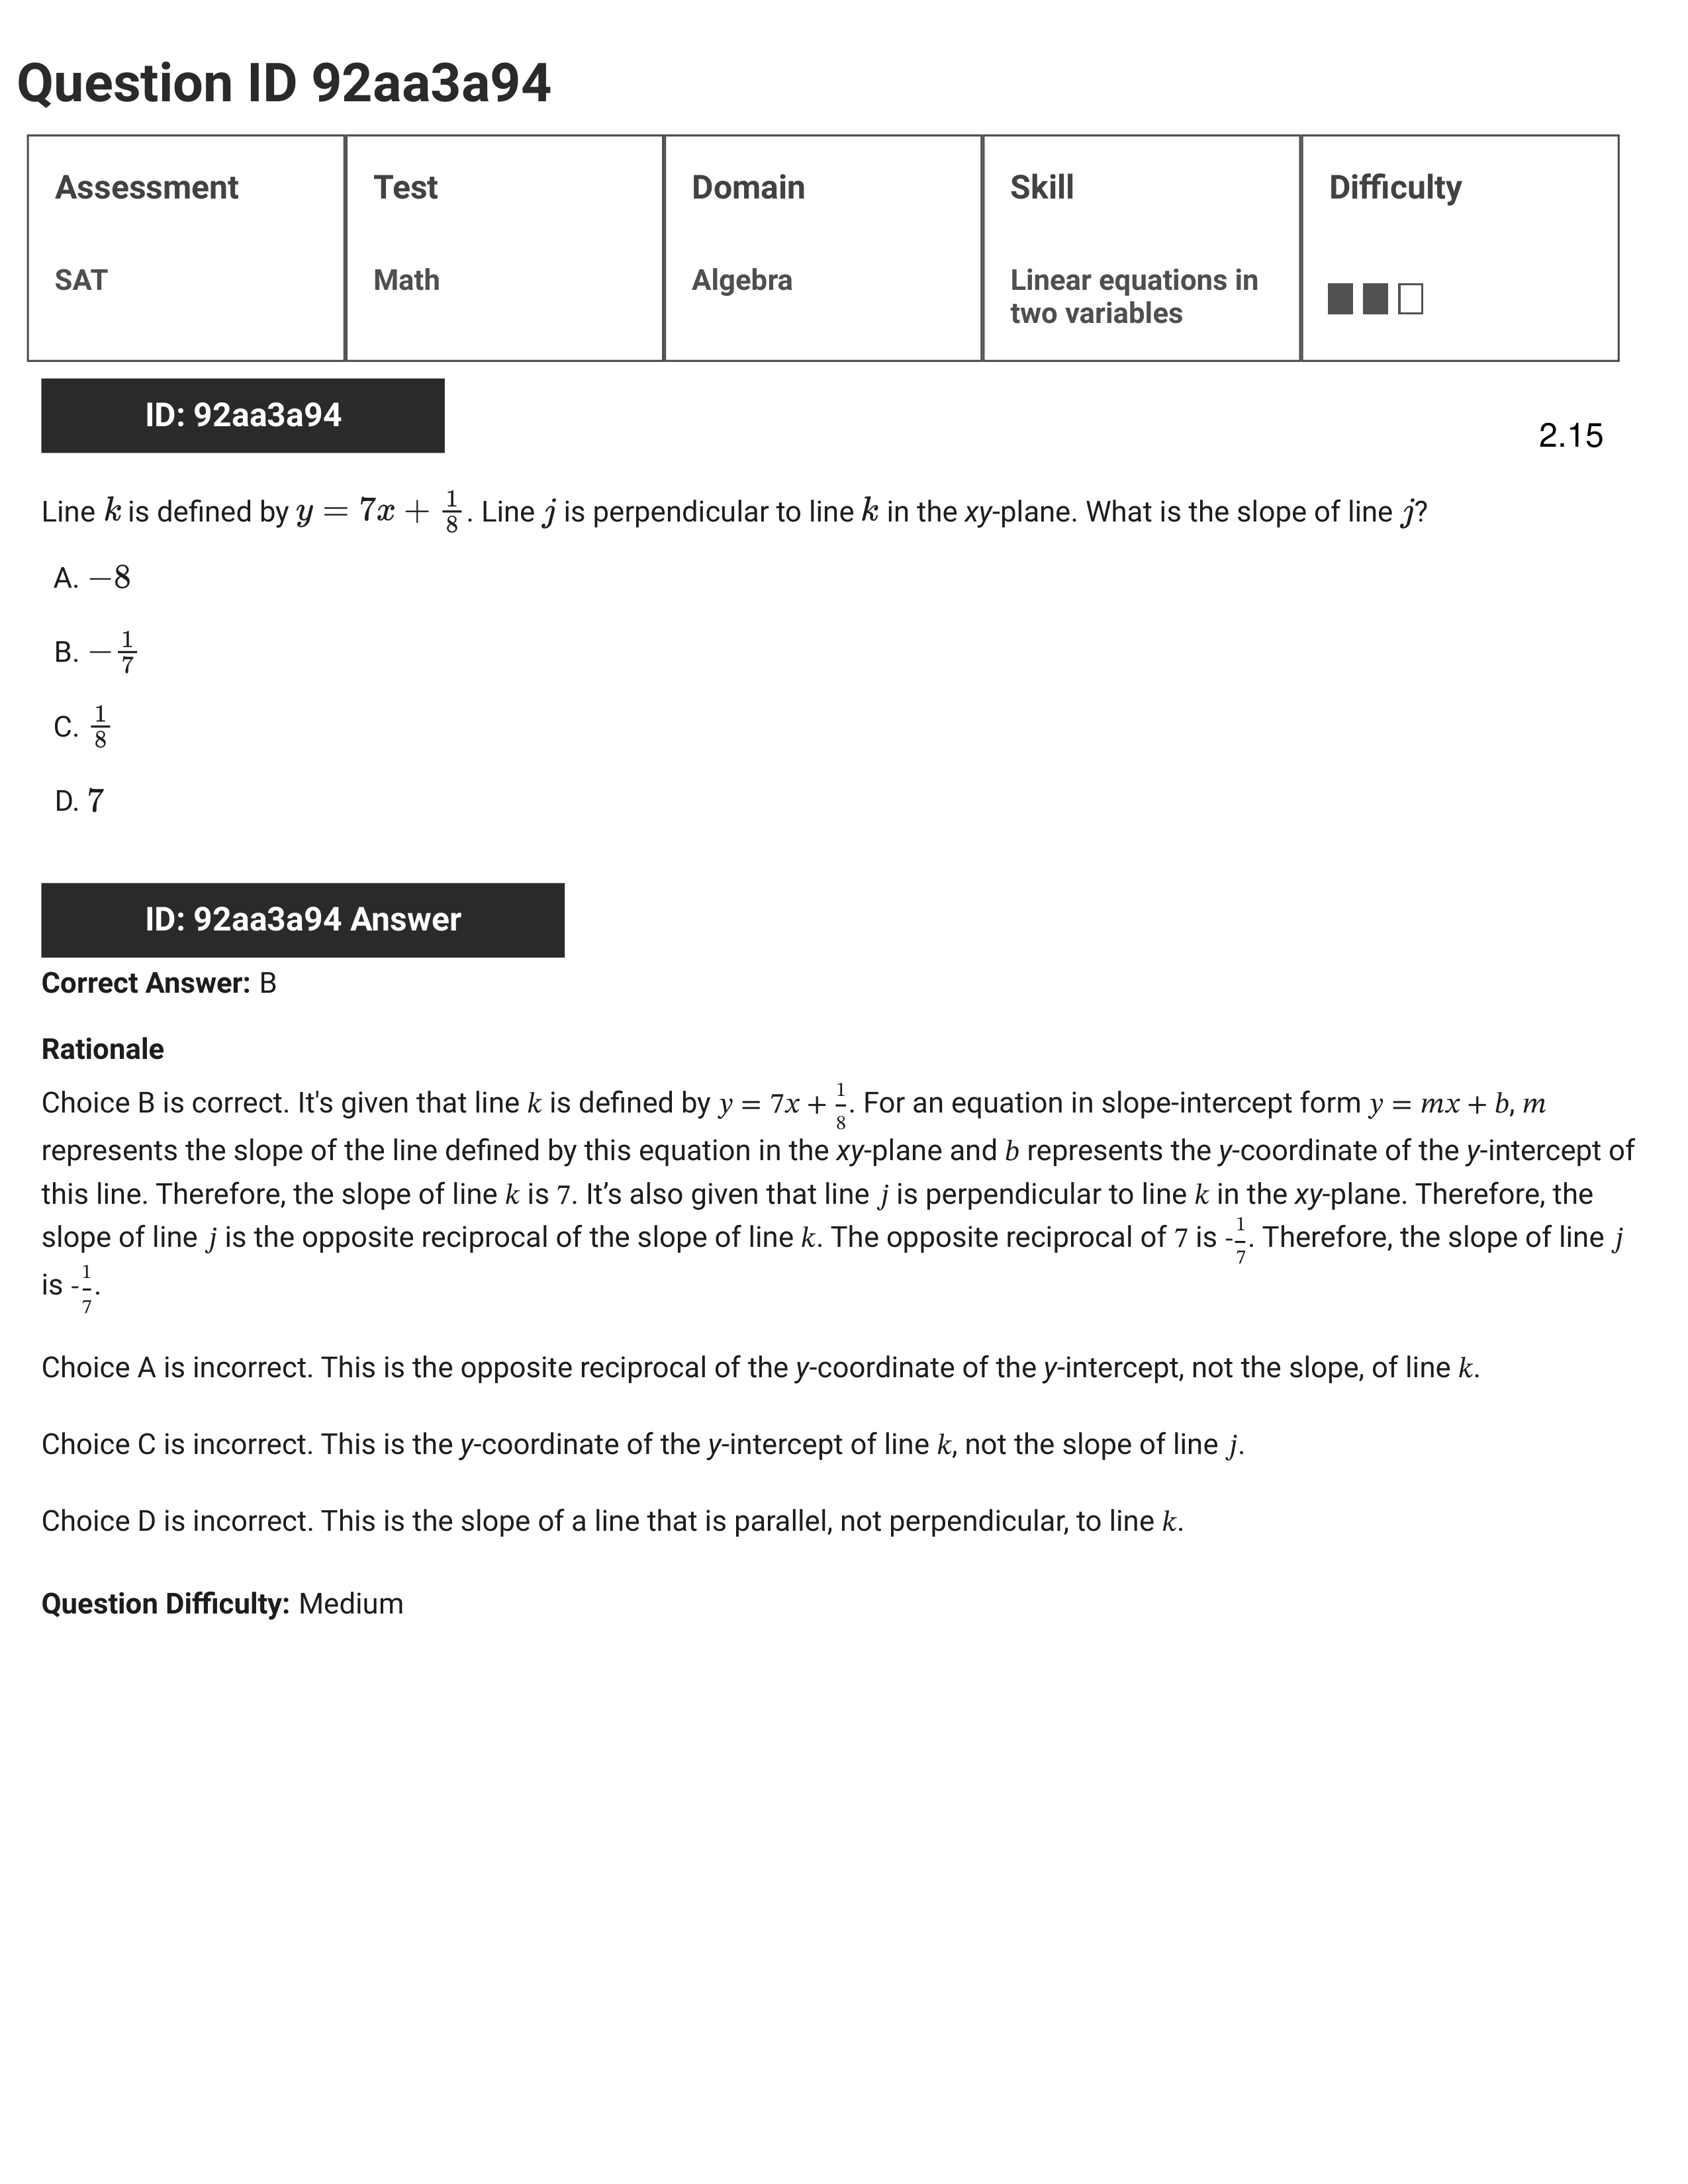 Question ID 92aa3a94
Assessment Test Domain Skill Difficulty
SAT Math Algebra Linear equations in
two variables
ID: 92aa3a94
2.15
Line k is defined by y = 7x + 1/8. Line j is perpendicular to line k in the xy-plane. What is the slope of line j?
A. −8
B. −1/7
C. 1/8
D. 7
ID: 92aa3a94 Answer
Correct Answer: B
Rationale
Choice B is correct. It's given that line k is defined by y = 7x + 1/8. For an equation in slope-intercept form y = mx + b, m
represents the slope of the line defined by this equation in the xy-plane and b represents the y-coordinate of the y-intercept of
this line. Therefore, the slope of line k is 7. It’s also given that line j is perpendicular to line k in the xy-plane. Therefore, the
slope of line j is the opposite reciprocal of the slope of line k. The opposite reciprocal of 7 is -1/7. Therefore, the slope of line j
is -1/7.
Choice A is incorrect. This is the opposite reciprocal of the y-coordinate of the y-intercept, not the slope, of line k.
Choice C is incorrect. This is the y-coordinate of the y-intercept of line k, not the slope of line j.
Choice D is incorrect. This is the slope of a line that is parallel, not perpendicular, to line k.
Question Difficulty: Medium